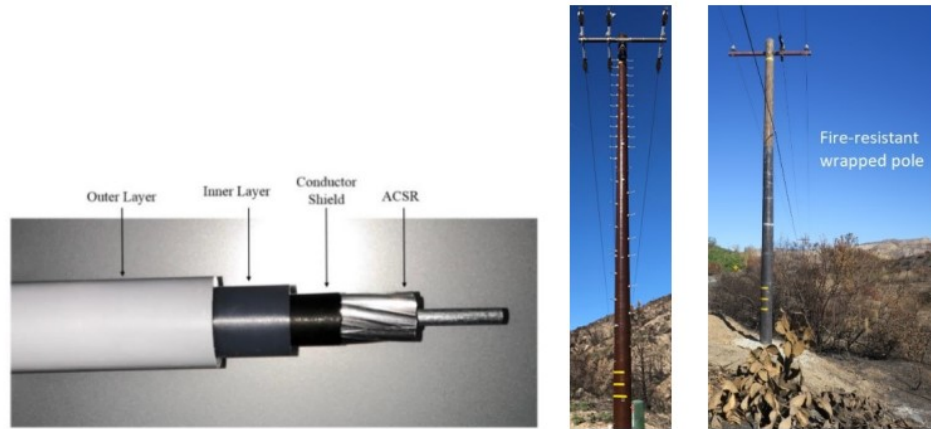 Outer Layer
Inner Layer
Conductor
Shield
ACSR
Fire-resistant
wrapped pole